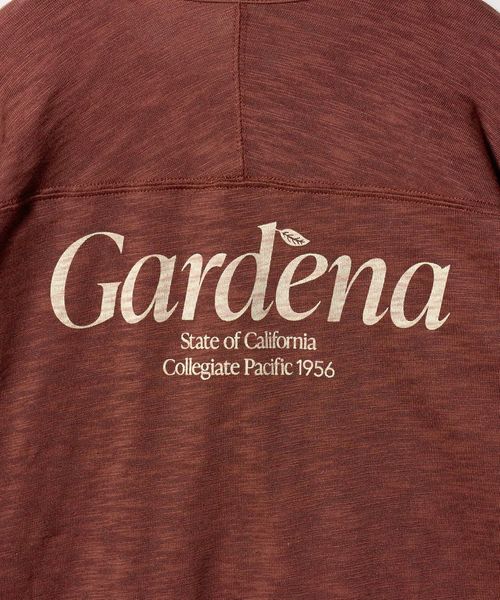 Gardena
State of California
Collegiate Pacific 1956